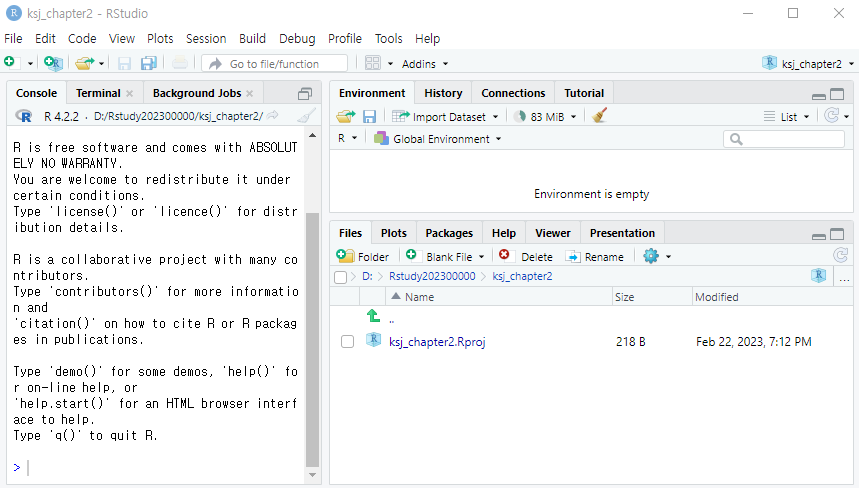 ksj_chapter2 - RStudio
File Edit Code View Plots Session Build Debug Profile Tools Help
Go to file/function Addins ksj_chapter2
Console Terminal Background Jobs
R 4.2.2 · D:/Rstudy202300000/ksj_chapter2/
R is free software and comes with ABSOLUT
ELY NO WARRANTY.
You are welcome to redistribute it under
certain conditions.
Type 'license()' or 'licence()' for distr
ibution details.
R is a collaborative project with many co
ntributors.
Type 'contributors()' for more informatio
n and
'citation()' on how to cite R or R packag
es in publications.
Type 'demo()' for some demos, 'help()' fo
r on-line help, or
'help.start()' for an HTML browser interf
ace to help.
Type 'q()' to quit R.
>
Environment History Connections Tutorial
Import Dataset 83 MiB List
R Global Environment
Environment is empty
Files Plots Packages Help Viewer Presentation
Folder Blank File Delete Rename
D: Rstudy202300000 ksj_chapter2 ...
Name Size Modified
..
ksj_chapter2.Rproj 218 B Feb 22, 2023, 7:12 PM